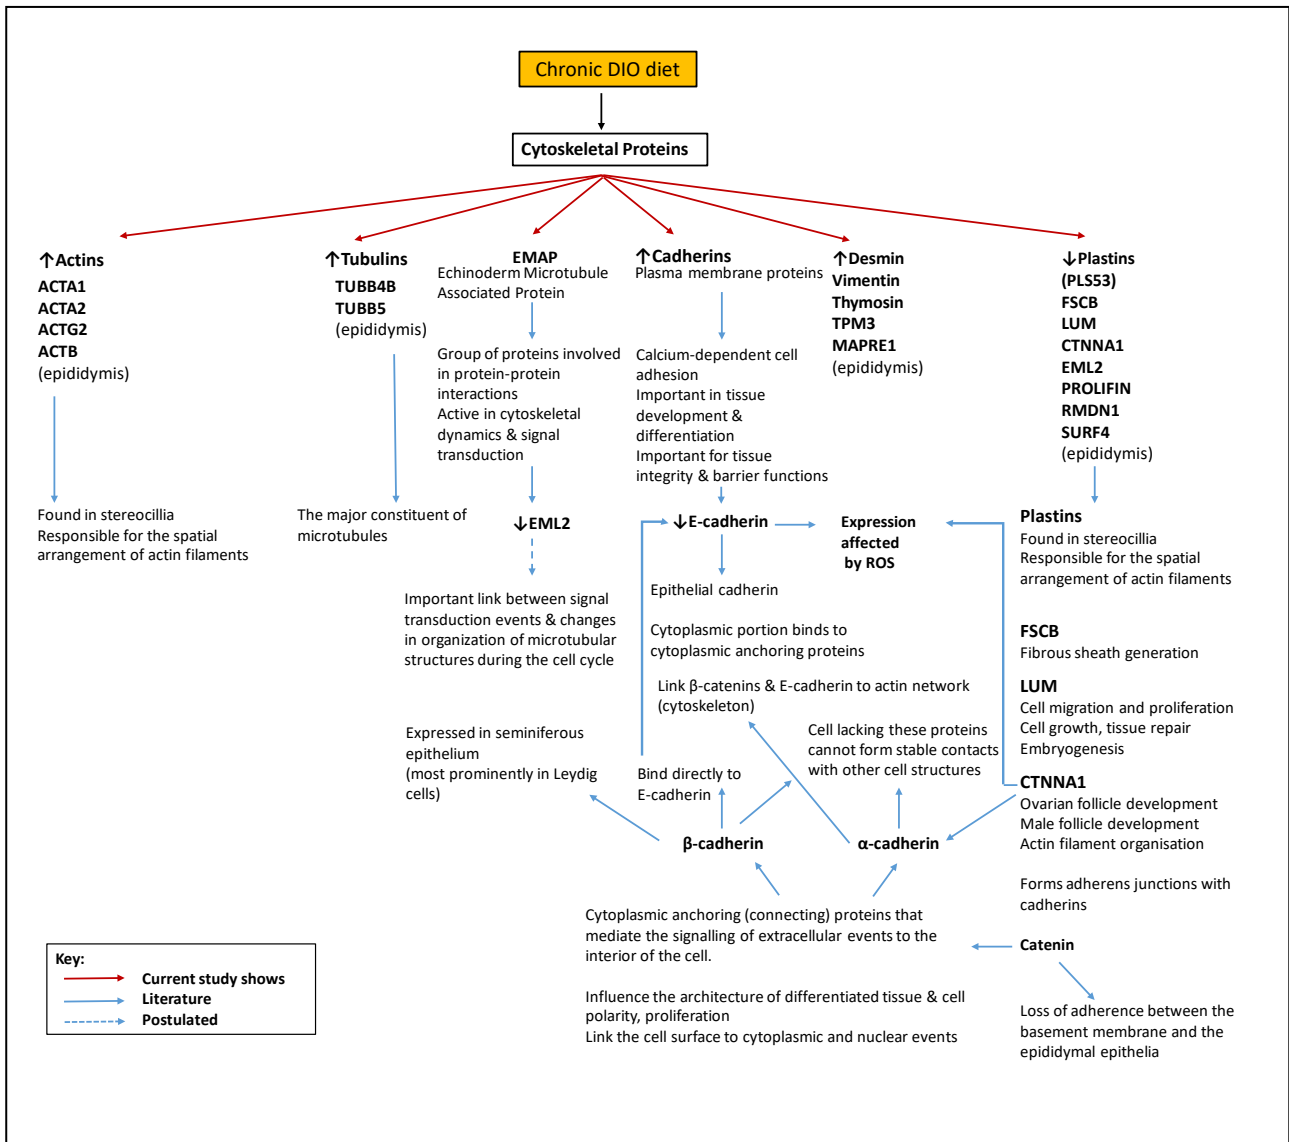 Chronic DIO diet
Cytoskeletal Proteins
↑Actins
ACTA1
ACTA2
ACTG2
ACTB
(epididymis)
Found in stereocillia
Responsible for the spatial
arrangement of actin filaments
↑Tubulins
TUBB4B
TUBB5
(epididymis)
The major constituent of
microtubules
EMAP
Echinoderm Microtubule
Associated Protein
Group of proteins involved
in protein-protein
interactions
Active in cytoskeletal
dynamics & signal
transduction
↓EML2
Important link between signal
transduction events & changes
in organization of microtubular
structures during the cell cycle
↑Cadherins
Plasma membrane proteins
Calcium-dependent cell
adhesion
Important in tissue
development &
differentiation
Important for tissue
integrity & barrier functions
↓E-cadherin
Expression
affected
by ROS
Epithelial cadherin
Cytoplasmic portion binds to
cytoplasmic anchoring proteins
Link β-catenins & E-cadherin to actin network
(cytoskeleton)
Expressed in seminiferous
epithelium
(most prominently in Leydig
cells)
Bind directly to
E-cadherin
Cell lacking these proteins
cannot form stable contacts
with other cell structures
β-cadherin
α-cadherin
Cytoplasmic anchoring (connecting) proteins that
mediate the signalling of extracellular events to the
interior of the cell.
Influence the architecture of differentiated tissue & cell
polarity, proliferation
Link the cell surface to cytoplasmic and nuclear events
↑Desmin
Vimentin
Thymosin
TPM3
MAPRE1
(epididymis)
↓Plastins
(PLS53)
FSCB
LUM
CTNNA1
EML2
PROLIFIN
RMDN1
SURF4
(epididymis)
Plastins
Found in stereocillia
Responsible for the spatial
arrangement of actin filaments
FSCB
Fibrous sheath generation
LUM
Cell migration and proliferation
Cell growth, tissue repair
Embryogenesis
CTNNA1
Ovarian follicle development
Male follicle development
Actin filament organisation
Forms adherens junctions with
cadherins
Catenin
Loss of adherence between the
basement membrane and the
epididymal epithelia
Key:
Current study shows
Literature
Postulated